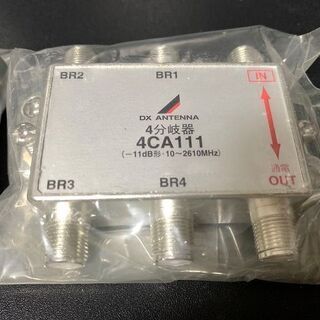 BR2 BR1 IN
DX ANTENNA
4分岐器
4CA111
(−11dB形・10〜2610MHz)
通電
BR3 BR4 OUT